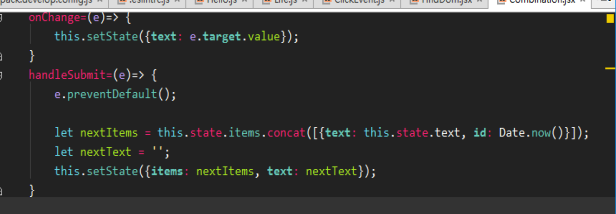 packdevelop.config.js × .eslintrc.js × Hello.js × Life.js × ClickEvent.js × FindDom.jsx × Combination.jsx ×
onChange=(e)=> {
this.setState({text: e.target.value});
}
handleSubmit=(e)=> {
e.preventDefault();
let nextItems = this.state.items.concat([{text: this.state.text, id: Date.now()}]);
let nextText = '';
this.setState({items: nextItems, text: nextText});
}